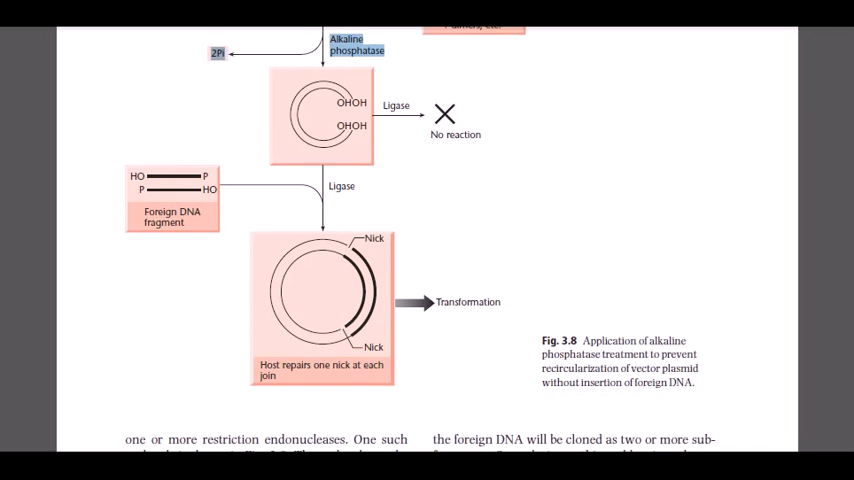 Alkaline
phosphatase
2Pi
OHOH
Ligase
OHOH
No reaction
HO P
P HO
Ligase
Foreign DNA
fragment
Nick
Transformation
Nick
Host repairs one nick at each
join
Fig. 3.8 Application of alkaline
phosphatase treatment to prevent
recircularization of vector plasmid
without insertion of foreign DNA.
one or more restriction endonucleases. One such
the foreign DNA will be cloned as two or more sub-